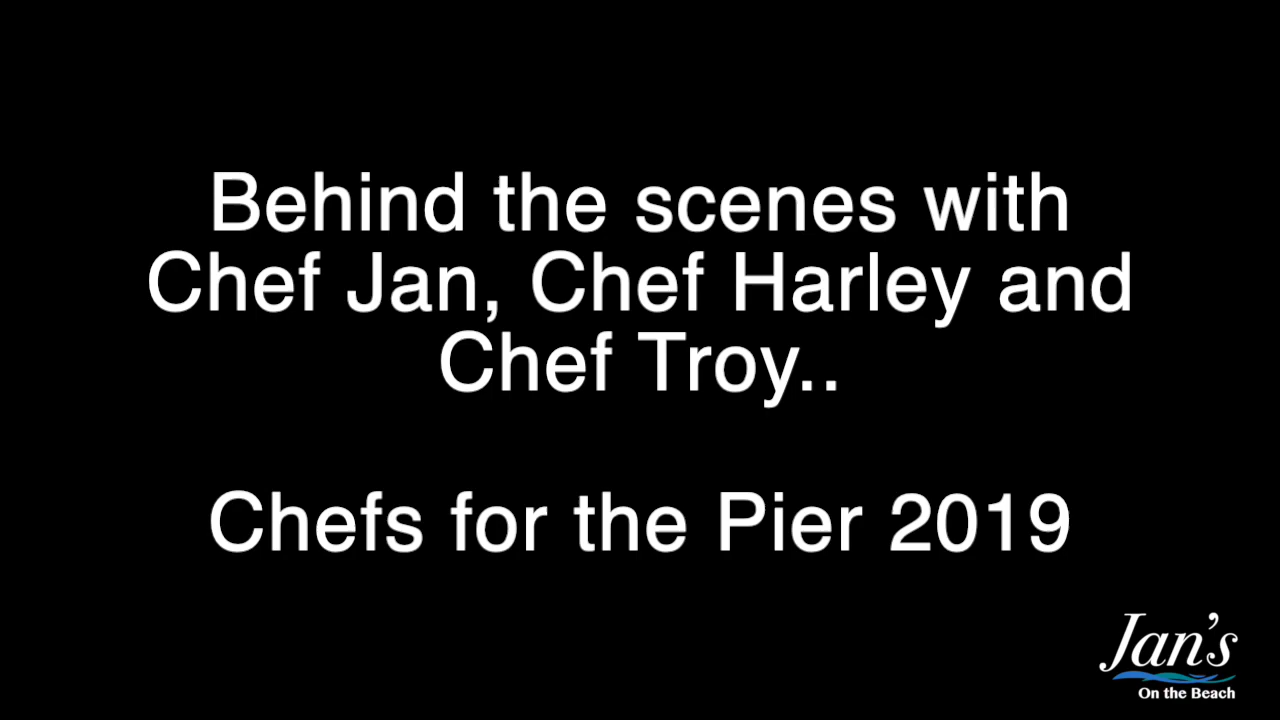 Behind the scenes with
Chef Jan, Chef Harley and
Chef Troy..
Chefs for the Pier 2019
Jan's
On the Beach